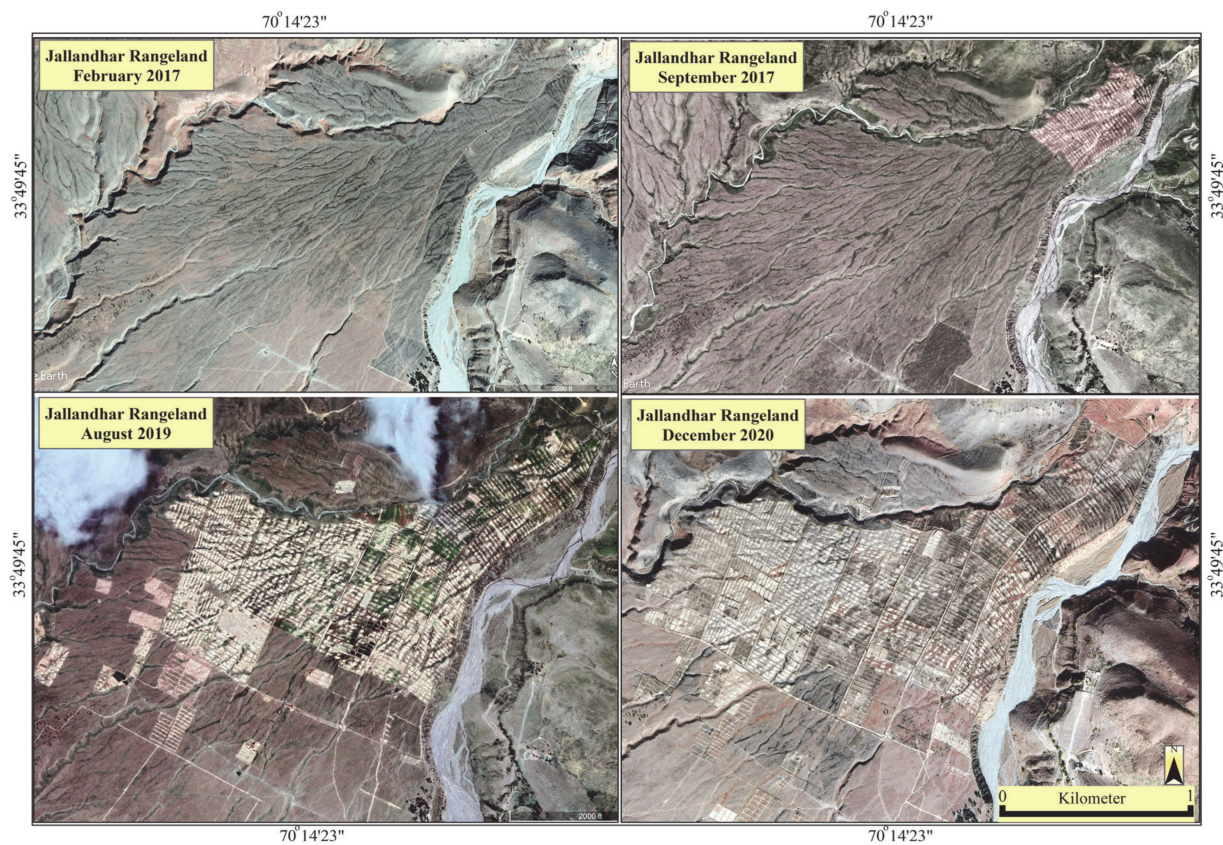 70°14'23"
70°14'23"
Jallandhar Rangeland
February 2017
Jallandhar Rangeland
September 2017
33°49'45"
33°49'45"
e Earth
2000 ft
Earth
Jallandhar Rangeland
August 2019
Jallandhar Rangeland
December 2020
33°49'45"
33°49'45"
N
0 Kilometer 1
2000 ft
70°14'23"
70°14'23"